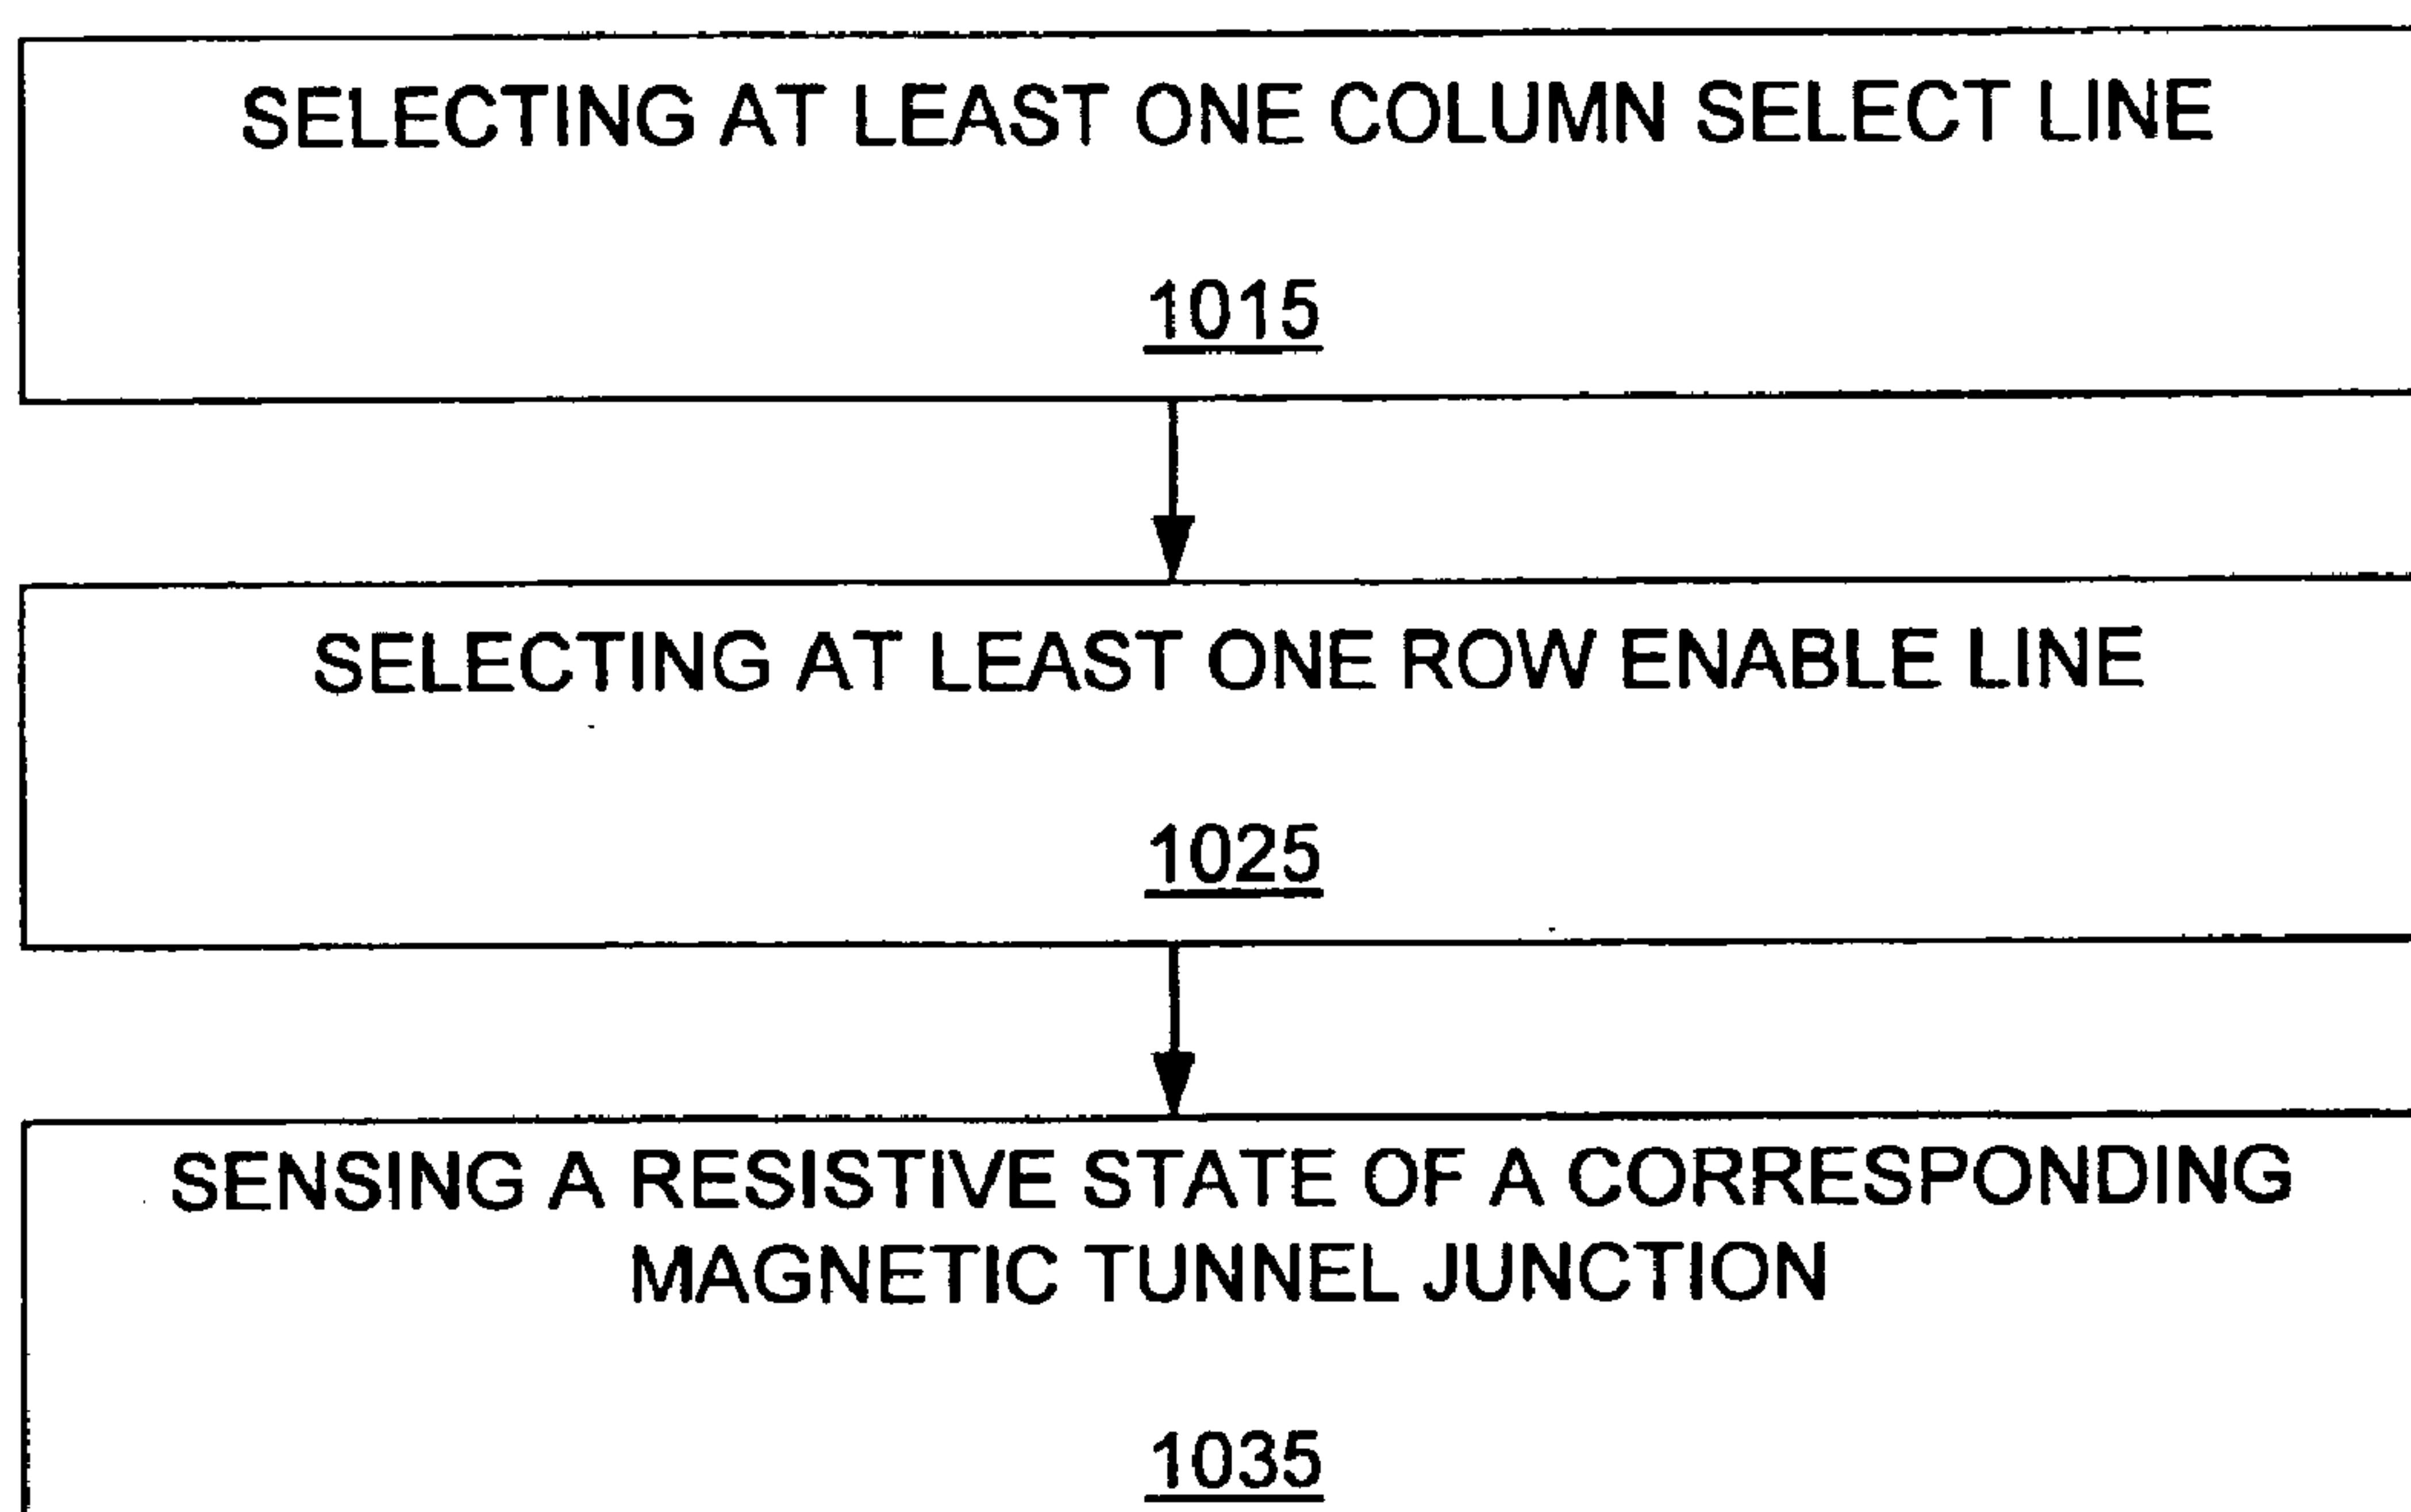 SELECTING AT LEAST ONE COLUMN SELECT LINE
1015
SELECTING AT LEAST ONE ROW ENABLE LINE
1025
SENSING A RESISTIVE STATE OF A CORRESPONDING
MAGNETIC TUNNEL JUNCTION
1035